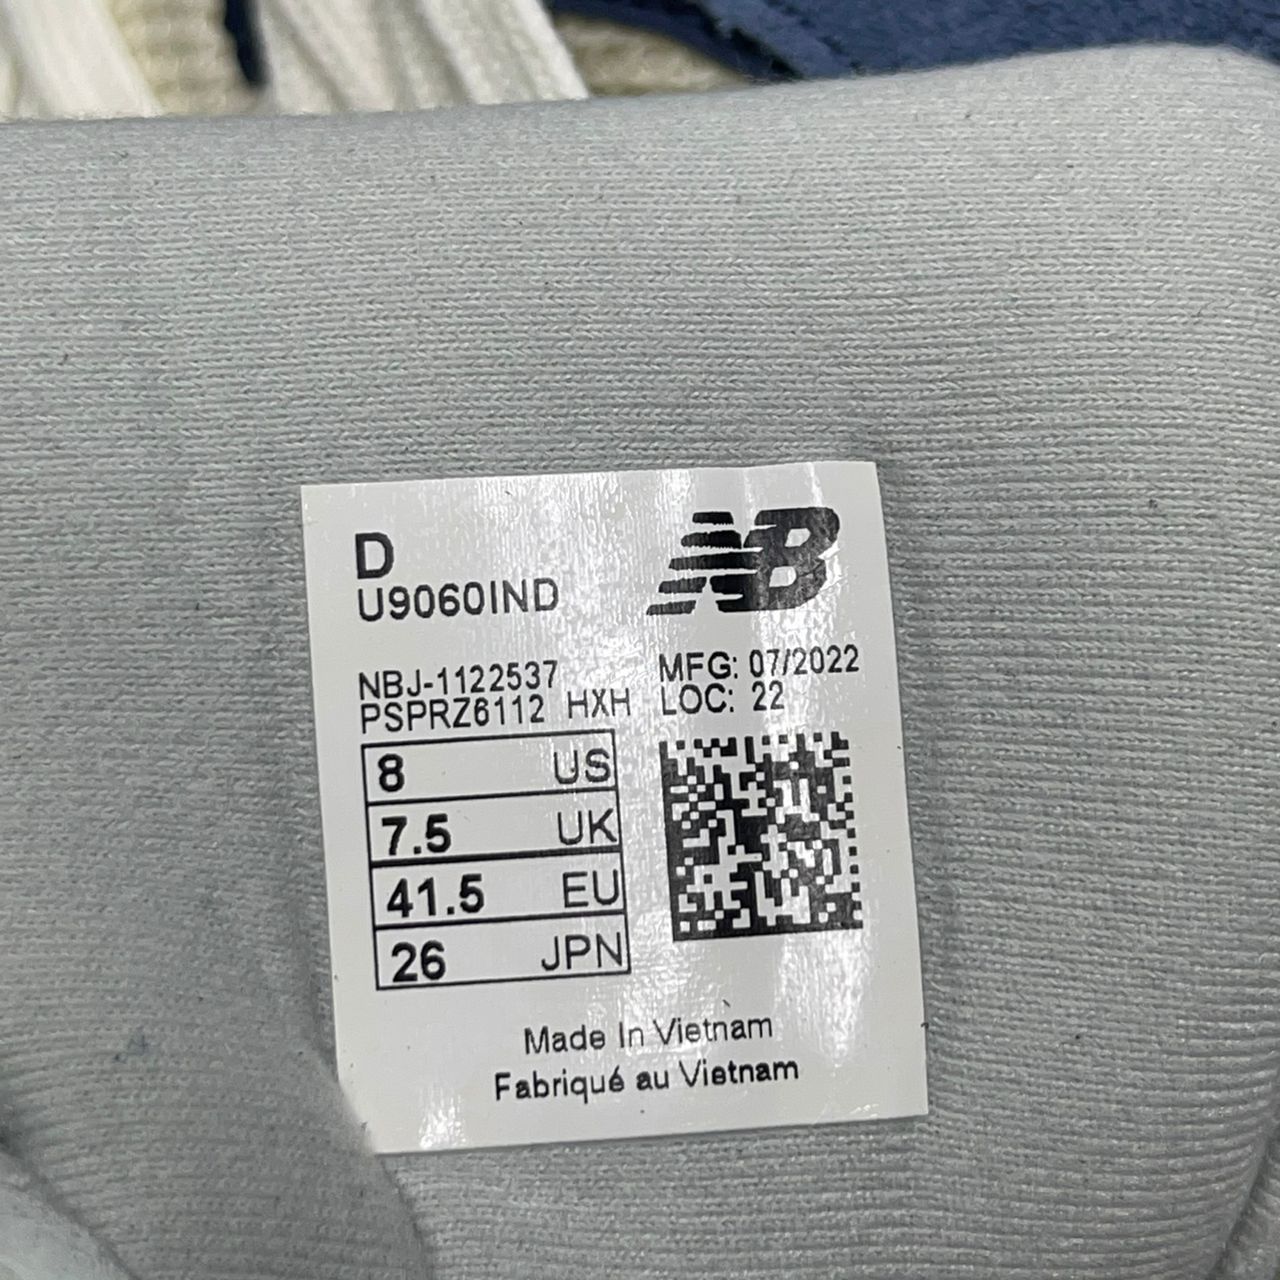 D
U9060IND
NB
NBJ-1122537
PSPRZ6112 HXH
MFG: 07/2022
LOC: 22
8 US
7.5 UK
41.5 EU
26 JPN
Made In Vietnam
Fabriqué au Vietnam